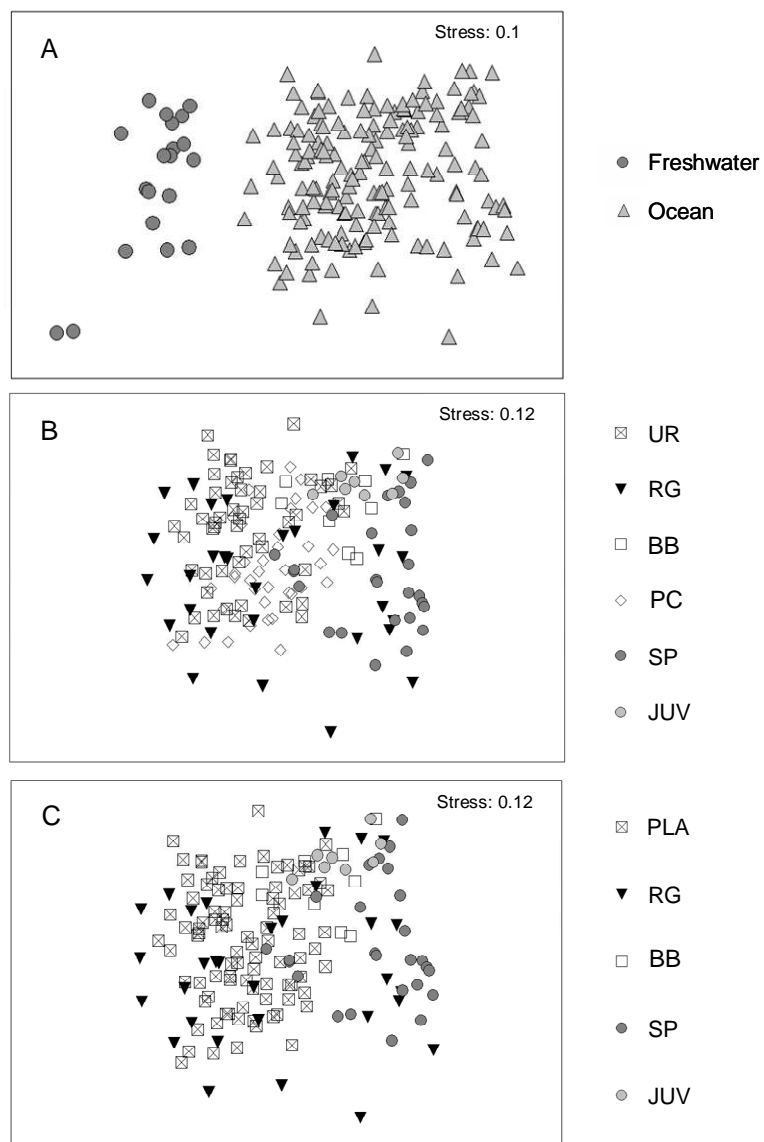 A
Stress: 0.1
Freshwater
Ocean
B
Stress: 0.12
UR
RG
BB
PC
SP
JUV
C
Stress: 0.12
PLA
RG
BB
SP
JUV